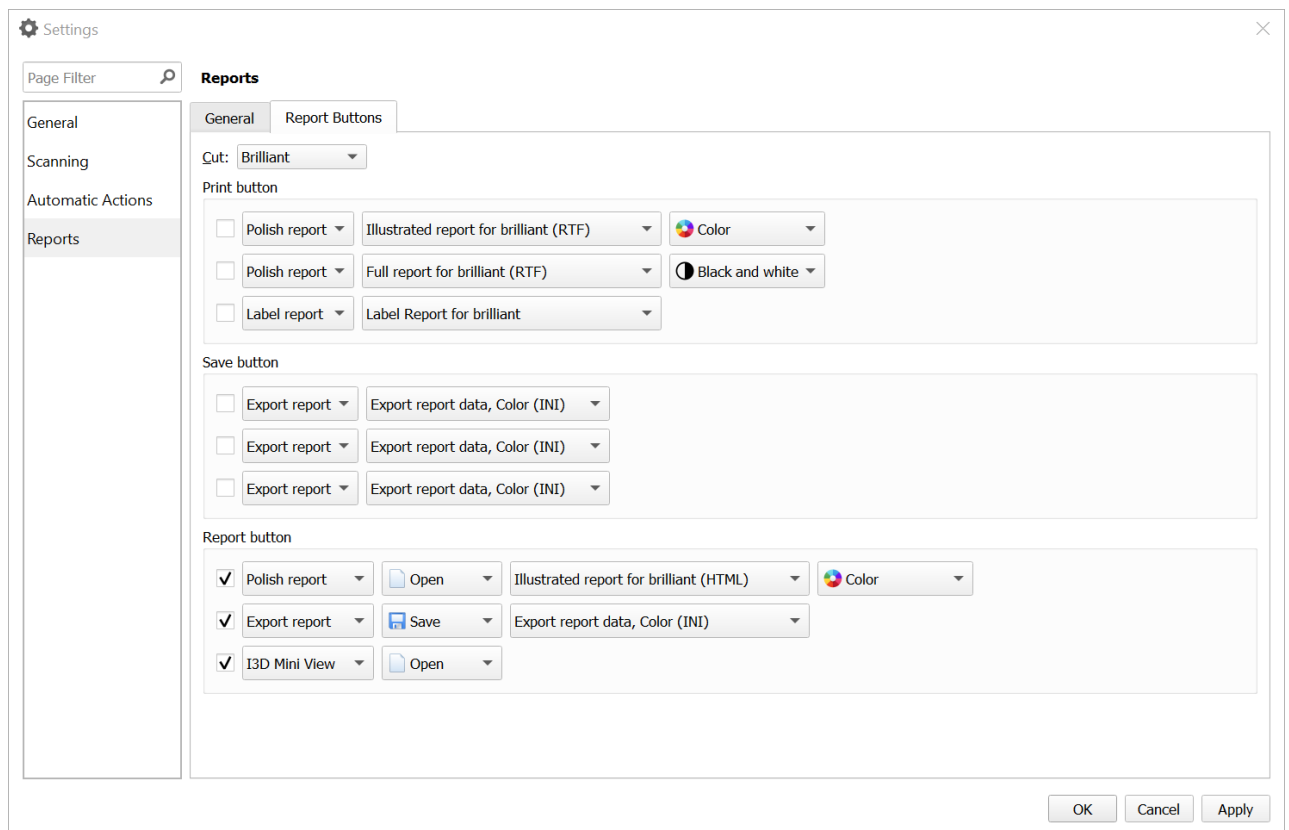 Settings
Page Filter
General
Scanning
Automatic Actions
Reports
Reports
General Report Buttons
Cut: Brilliant
Print button
Polish report Illustrated report for brilliant (RTF) Color
Polish report Full report for brilliant (RTF) Black and white
Label report Label Report for brilliant
Save button
Export report Export report data, Color (INI)
Export report Export report data, Color (INI)
Export report Export report data, Color (INI)
Report button
Polish report Open Illustrated report for brilliant (HTML) Color
Export report Save Export report data, Color (INI)
I3D Mini View Open
OK Cancel Apply